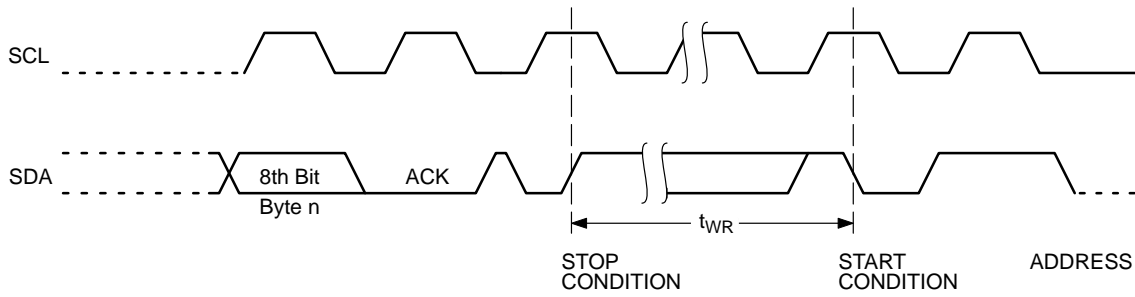 SCL
SDA
8th Bit
Byte n
ACK
tWR
STOP
CONDITION
START
CONDITION
ADDRESS